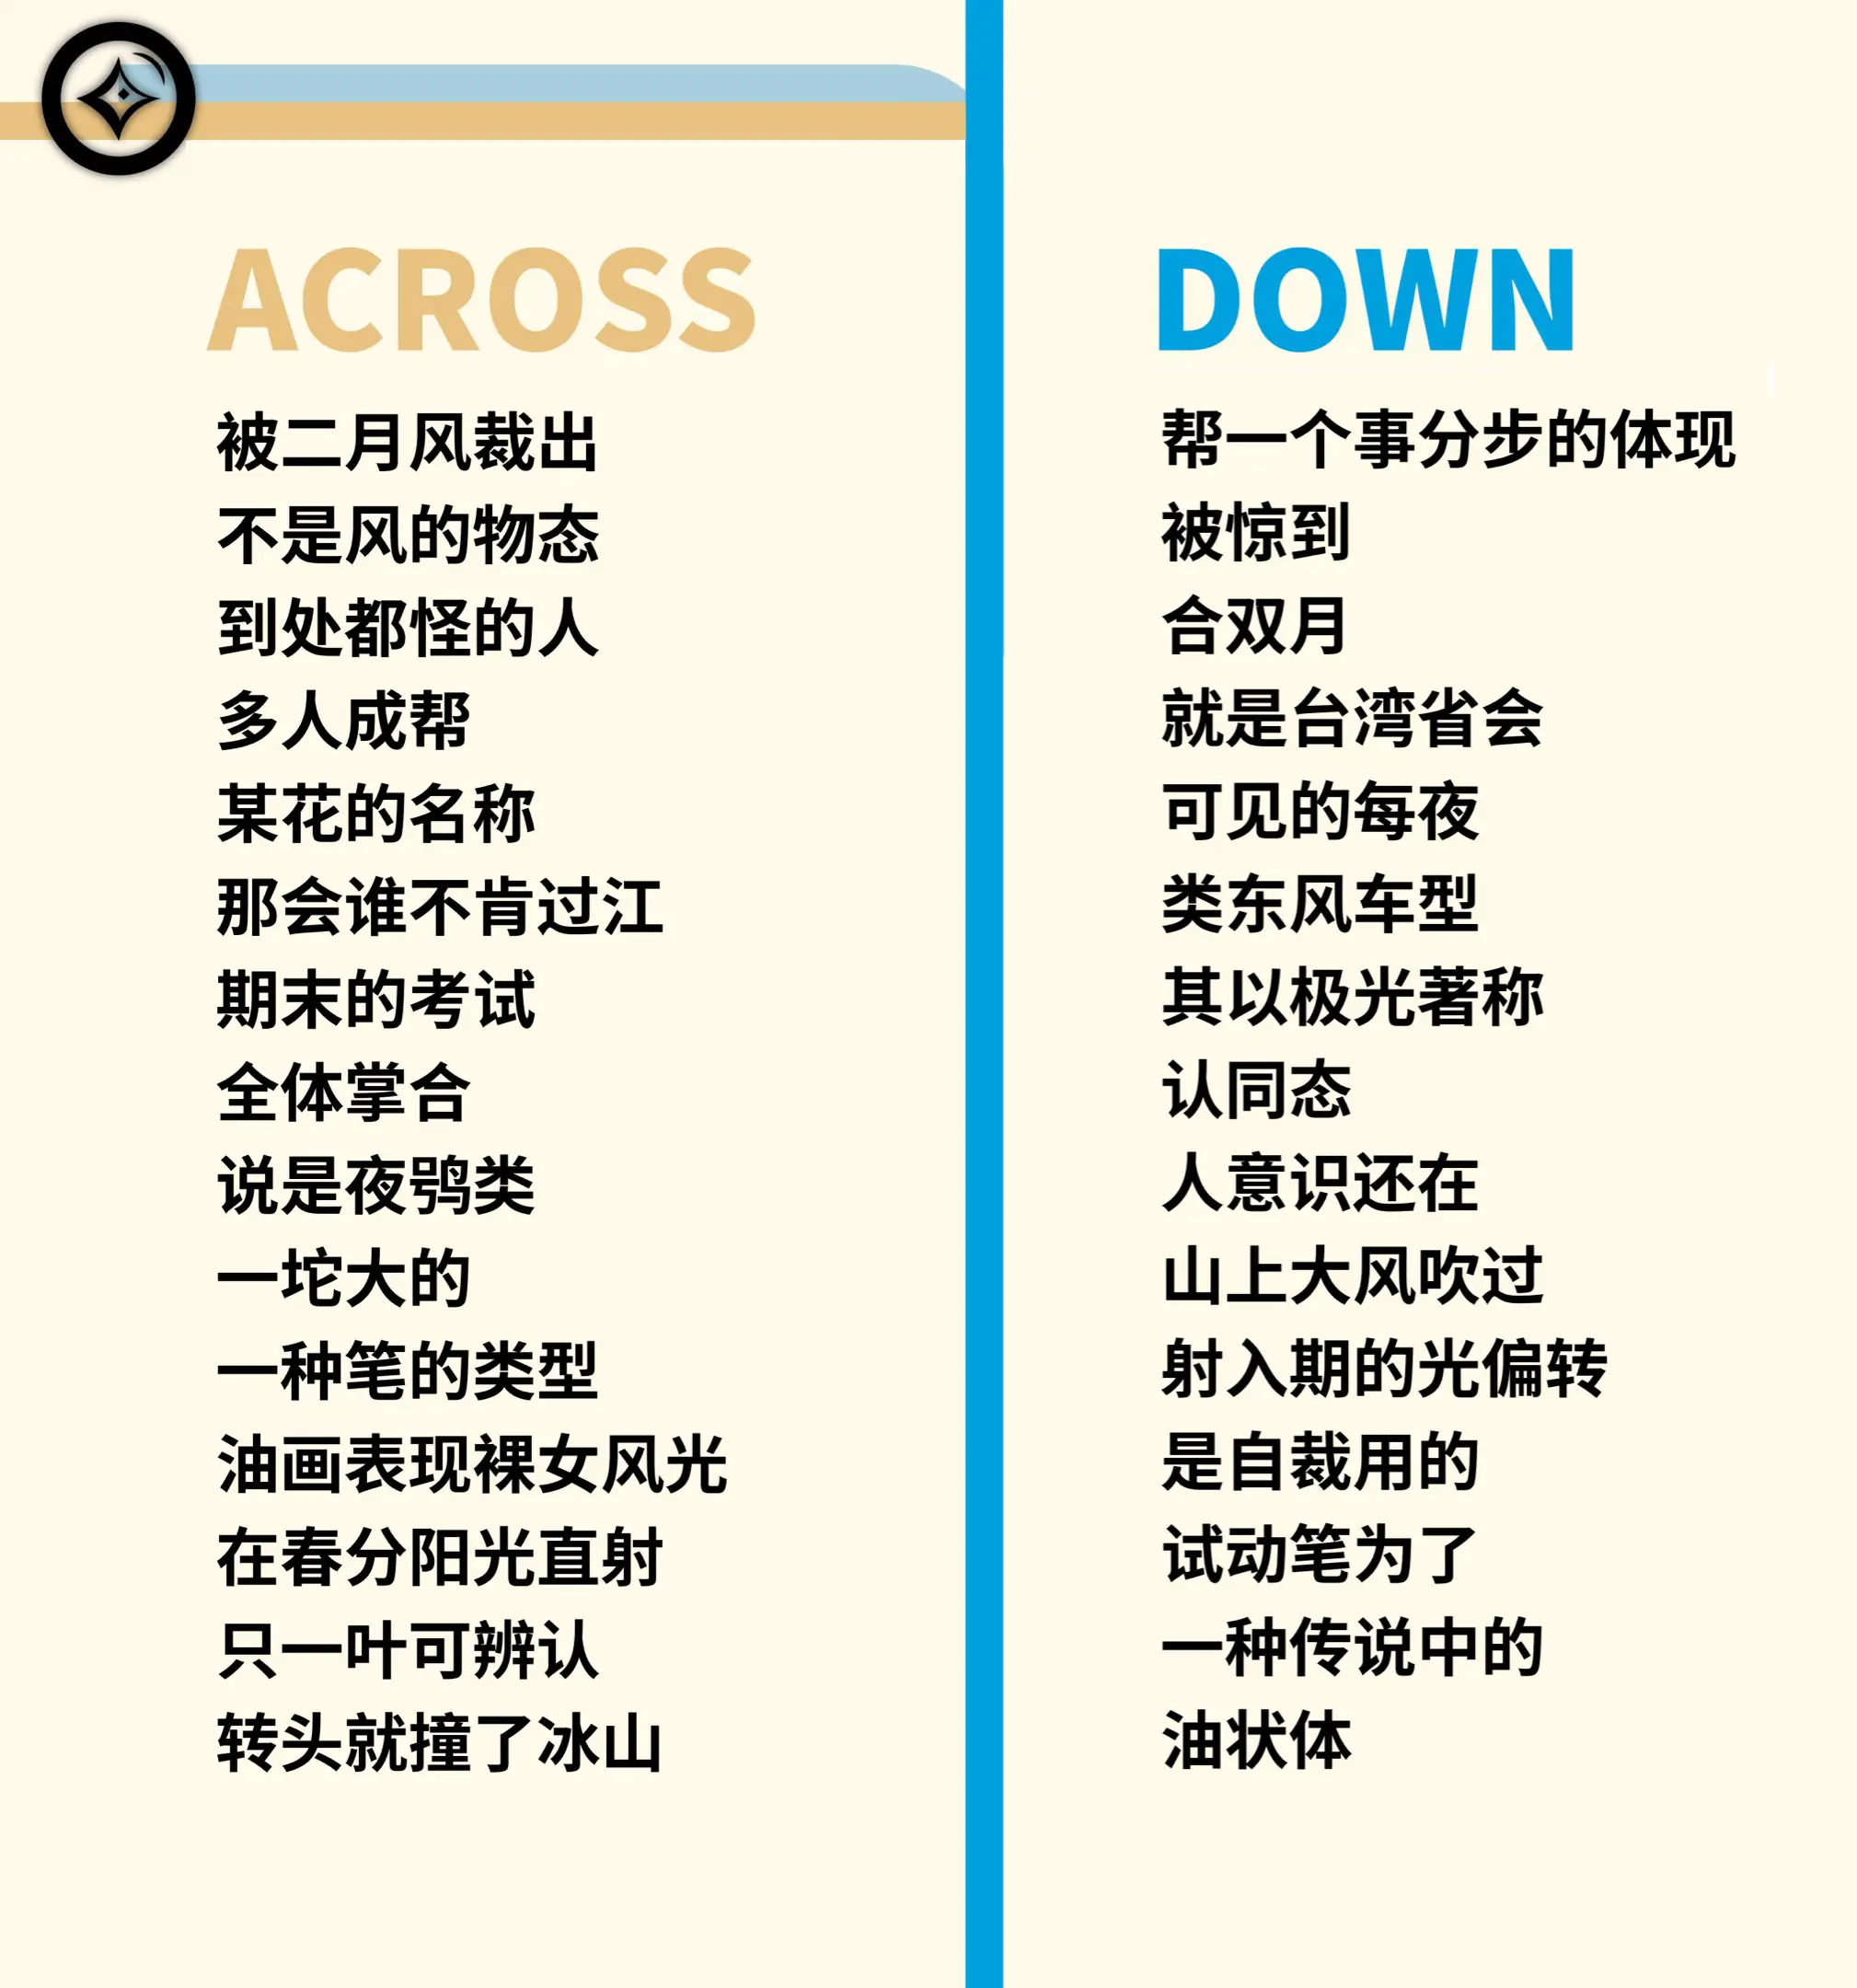 ACROSS
被二月风裁出
不是风的物态
到处都怪的人
多人成帮
某花的名称
那会谁不肯过江
期末的考试
全体掌合
说是夜鸮类
一坨大的
一种笔的类型
油画表现裸女风光
在春分阳光直射
只一叶可辨认
转头就撞了冰山
DOWN
帮一个事分步的体现
被惊到
合双月
就是台湾省会
可见的每夜
类东风车型
其以极光著称
认同态
人意识还在
山上大风吹过
射入期的光偏转
是自裁用的
试动笔为了
一种传说中的
油状体